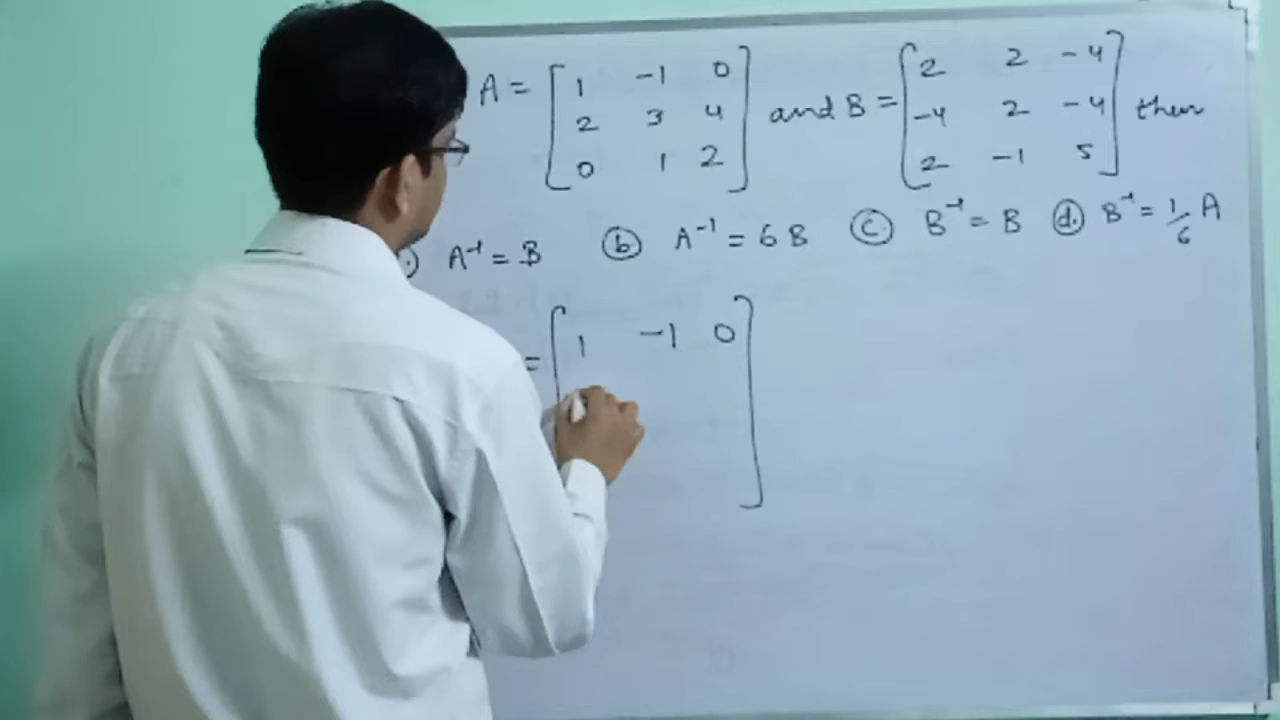 A = [ 1 -1 0 ] and B = [ 2 2 -4 ] then
[ 2 3 4 ] [ -4 2 -4 ]
[ 0 1 2 ] [ 2 -1 5 ]
) A⁻¹ = B (b) A⁻¹ = 6B (c) B⁻¹ = B (d.) B⁻¹ = 1/6 A
= [ 1 -1 0 ]